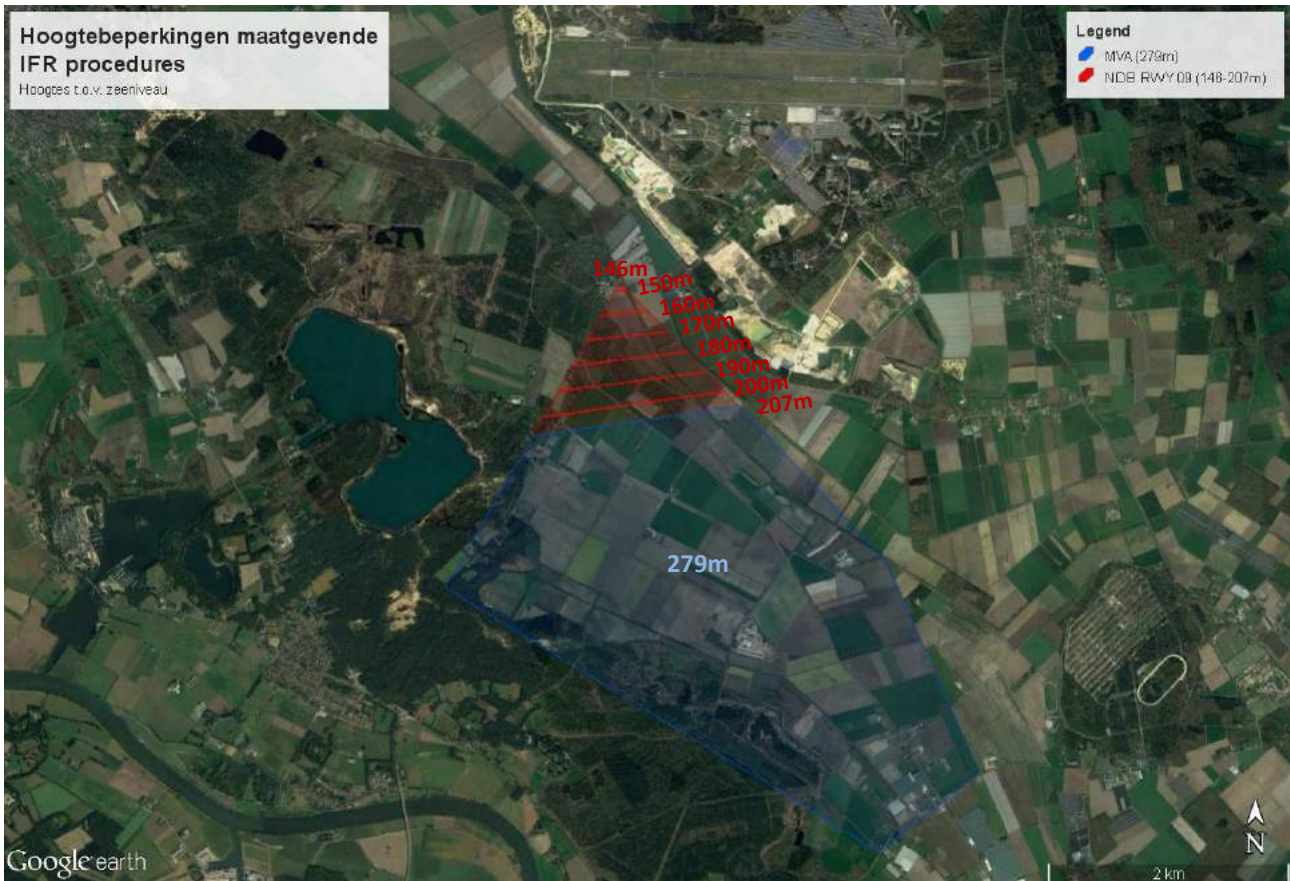 Hoogtebeperkingen maatgevende
IFR procedures
Hoogtes t.o.v. zeeniveau
Legend
MVA (279m)
NDB RWY 09 (146-207m)
146m
150m
160m
170m
180m
190m
200m
207m
279m
N
Google earth
2 km